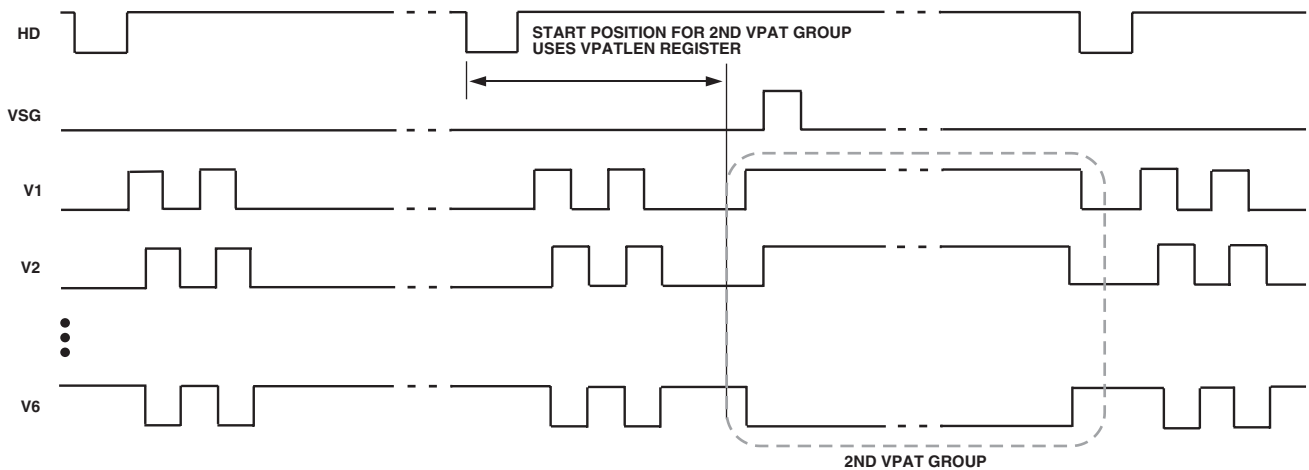 HD
START POSITION FOR 2ND VPAT GROUP
USES VPATLEN REGISTER
VSG
V1
V2
V6
2ND VPAT GROUP